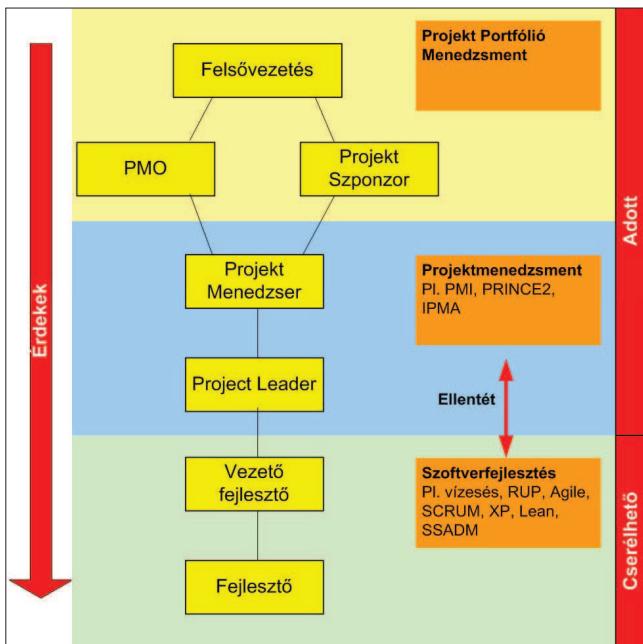 Érdekek
Felsővezetés
PMO
Projekt
Szponzor
Projekt
Menedzser
Project Leader
Vezető
fejlesztő
Fejlesztő
Projekt Portfólió
Menedzsment
Projektmenedzsment
Pl. PMI, PRINCE2,
IPMA
Ellentét
Szoftverfejlesztés
Pl. vízesés, RUP, Agile,
SCRUM, XP, Lean,
SSADM
Adott
Cserélhető